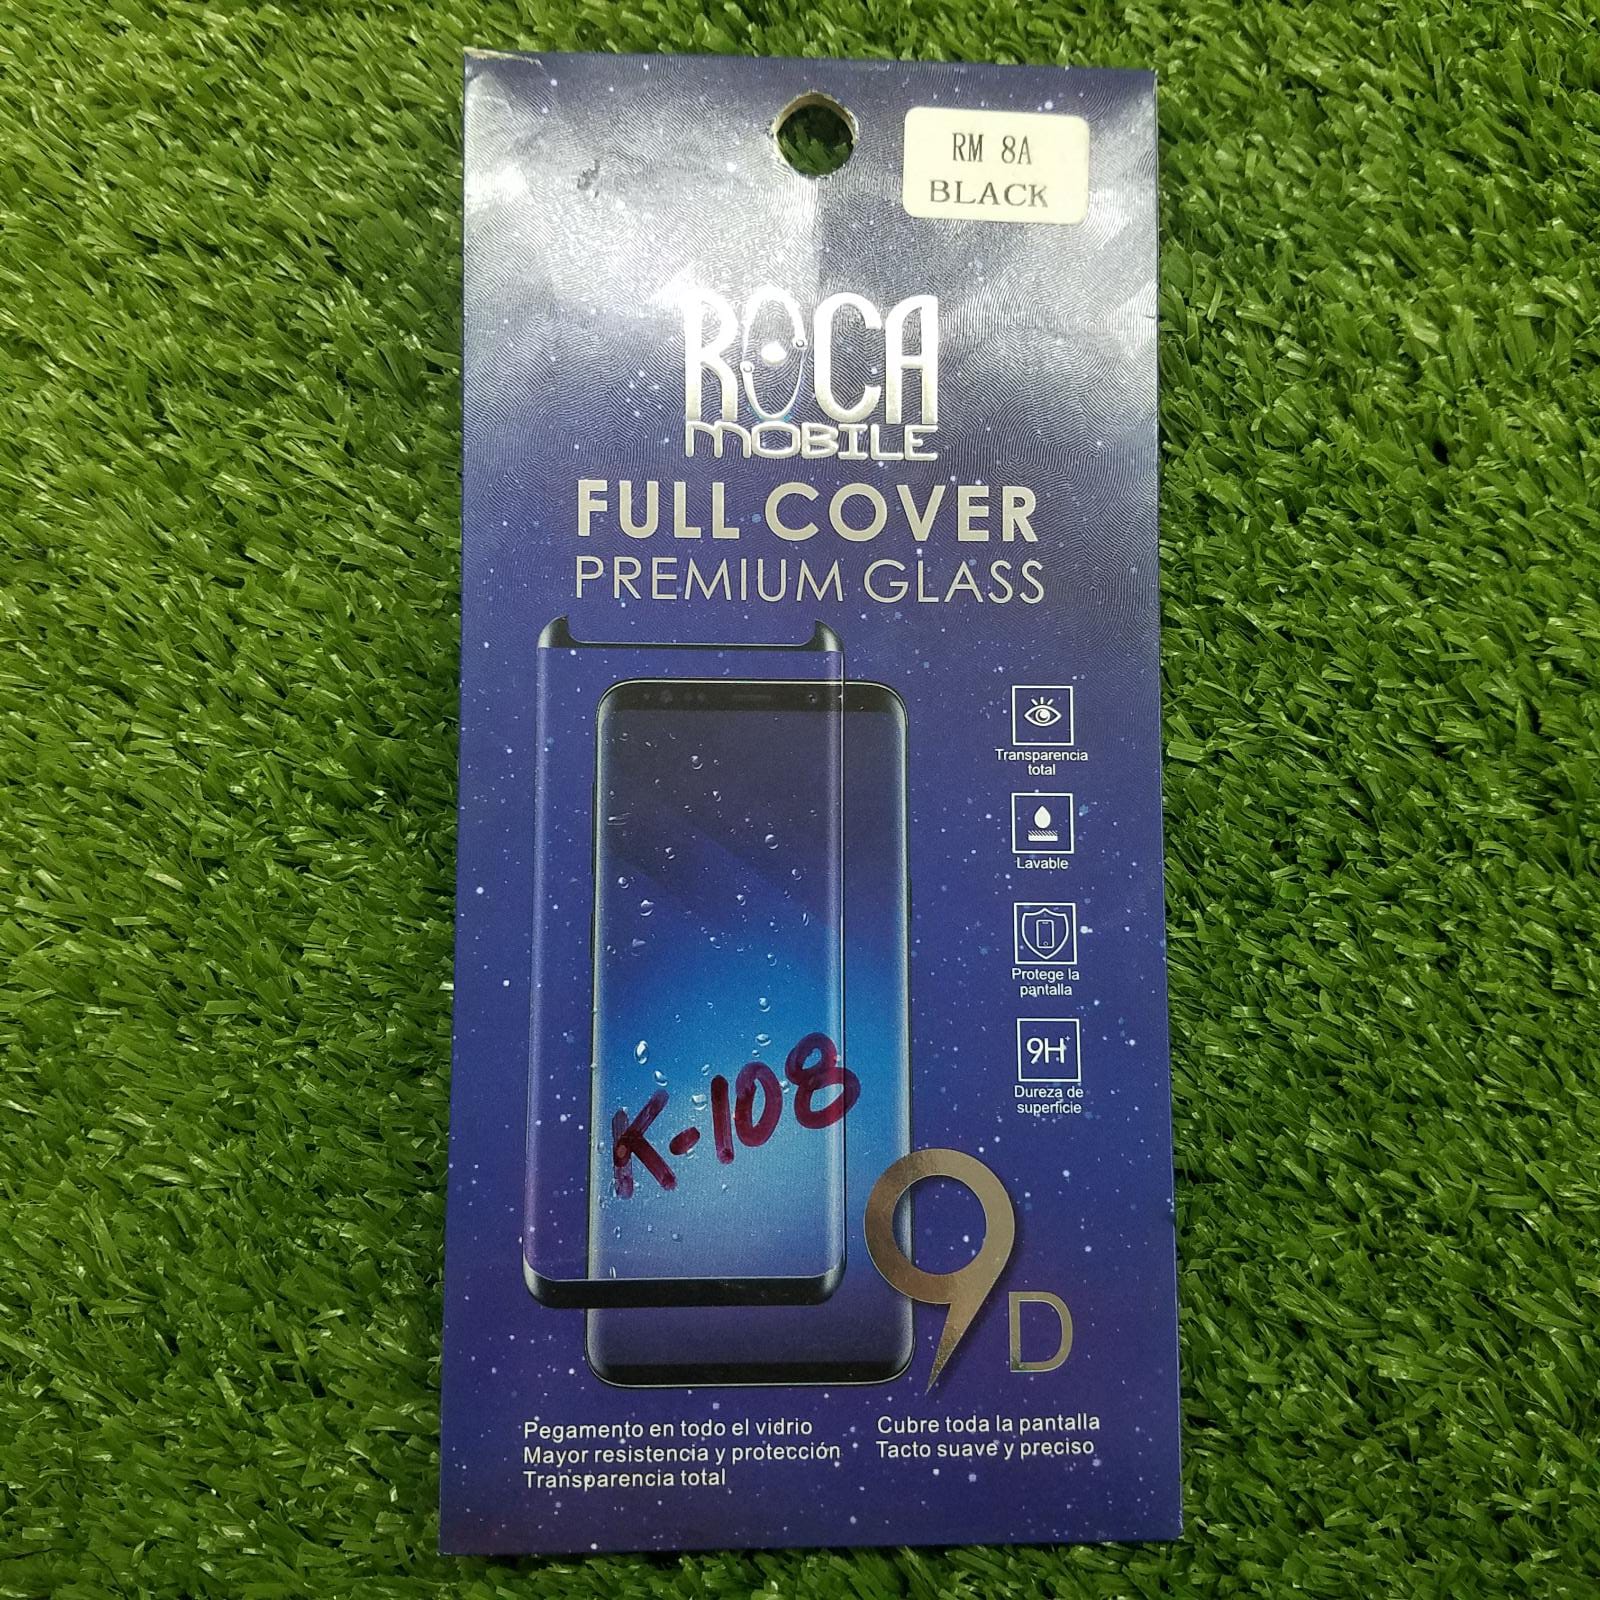 RM 8A
BLACK
ROCA
MOBILE
FULL COVER
PREMIUM GLASS
Transparencia
total
Lavable
Protege la
pantalla
9H
Dureza de
superficie
K-108
9D
Pegamento en todo el vidrio
Mayor resistencia y protección
Transparencia total
Cubre toda la pantalla
Tacto suave y preciso